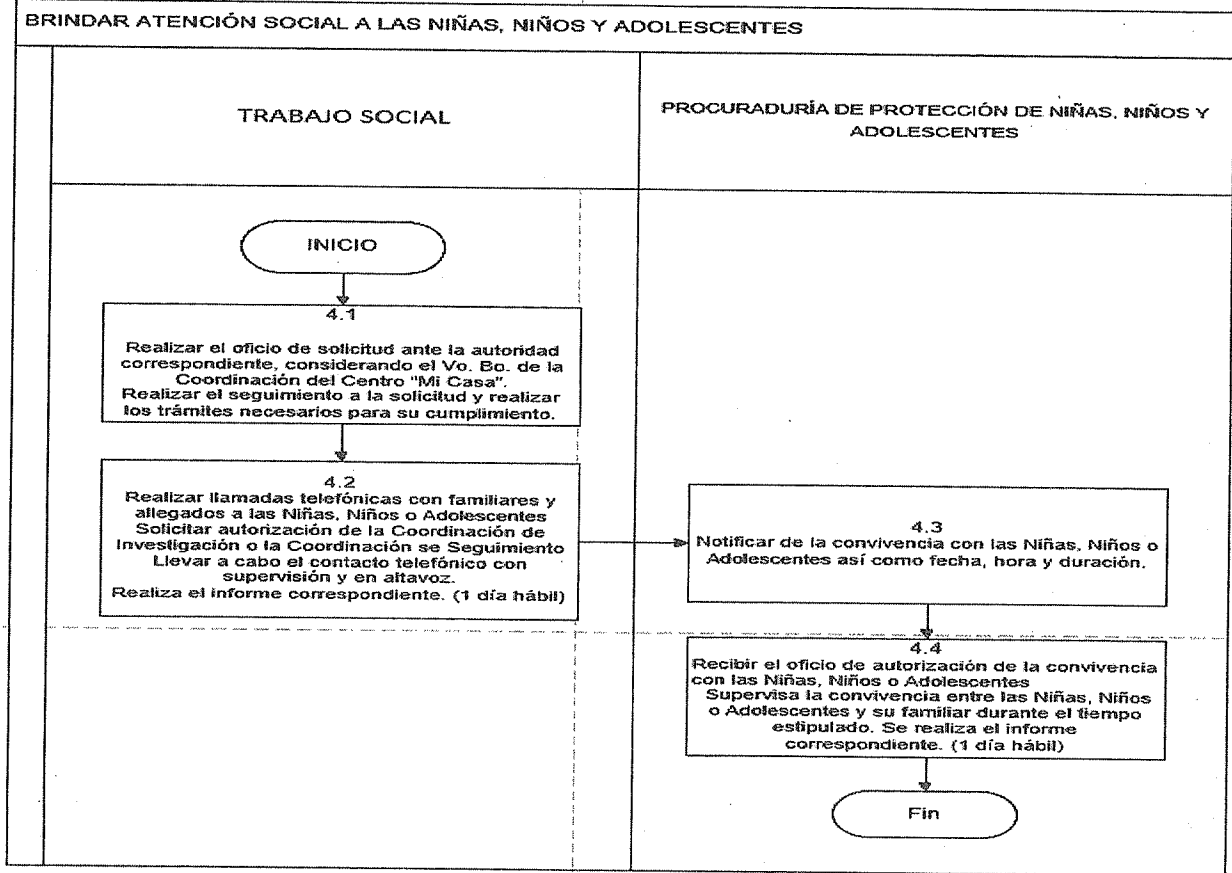 BRINDAR ATENCIÓN SOCIAL A LAS NIÑAS, NIÑOS Y ADOLESCENTES
TRABAJO SOCIAL
PROCURADURÍA DE PROTECCIÓN DE NIÑAS, NIÑOS Y
ADOLESCENTES
INICIO
4.1
Realizar el oficio de solicitud ante la autoridad
correspondiente, considerando el Vo. Bo. de la
Coordinación del Centro "Mi Casa".
Realizar el seguimiento a la solicitud y realizar
los trámites necesarios para su cumplimiento.
4.2
Realizar llamadas telefónicas con familiares y
allegados a las Niñas, Niños o Adolescentes
Solicitar autorización de la Coordinación de
Investigación o la Coordinación se Seguimiento
Llevar a cabo el contacto telefónico con
supervisión y en altavoz.
Realiza el informe correspondiente. (1 día hábil)
4.3
Notificar de la convivencia con las Niñas, Niños o
Adolescentes así como fecha, hora y duración.
4.4
Recibir el oficio de autorización de la convivencia
con las Niñas, Niños o Adolescentes
Supervisa la convivencia entre las Niñas, Niños
o Adolescentes y su familiar durante el tiempo
estipulado. Se realiza el informe
correspondiente. (1 día hábil)
Fin